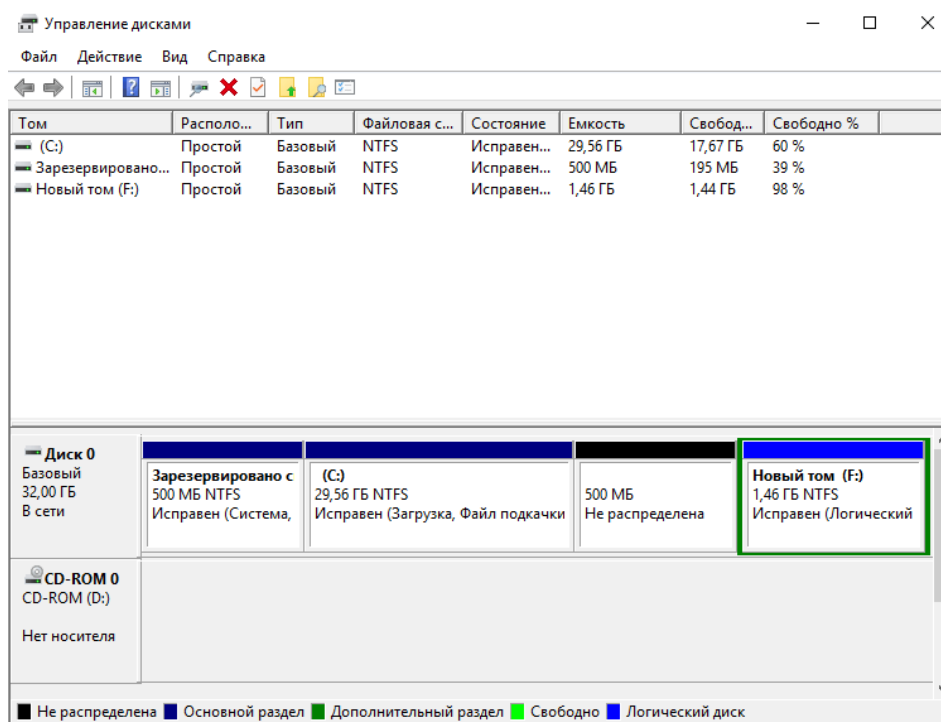 Управление дисками
Файл Действие Вид Справка
Том Располо... Тип Файловая с... Состояние Емкость Свобод... Свободно %
(C:) Простой Базовый NTFS Исправен... 29,56 ГБ 17,67 ГБ 60 %
Зарезервировано... Простой Базовый NTFS Исправен... 500 МБ 195 МБ 39 %
Новый том (F:) Простой Базовый NTFS Исправен... 1,46 ГБ 1,44 ГБ 98 %
Диск 0
Базовый
32,00 ГБ
В сети
Зарезервировано с
500 МБ NTFS
Исправен (Система,
(C:)
29,56 ГБ NTFS
Исправен (Загрузка, Файл подкачки
500 МБ
Не распределена
Новый том (F:)
1,46 ГБ NTFS
Исправен (Логический
CD-ROM 0
CD-ROM (D:)
Нет носителя
Не распределена Основной раздел Дополнительный раздел Свободно Логический диск